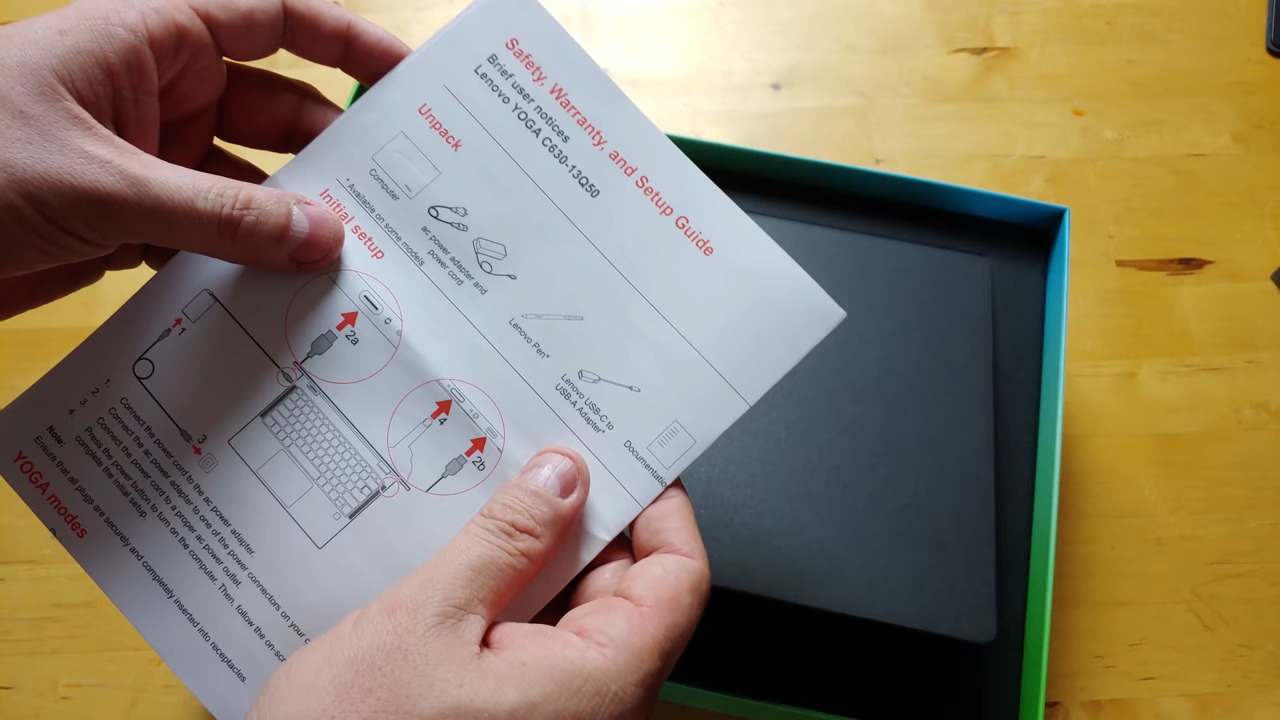 Safety, Warranty, and Setup Guide
Brief user notices
Lenovo YOGA C630-13Q50
Unpack
Computer
ac power adapter and
power cord
Lenovo Pen*
Lenovo USB-C to
USB-A Adapter*
Documentatio
* Available on some models
Initial setup
1
2a
3
4
2b
1. Connect the power cord to the ac power adapter.
2. Connect the ac power adapter to one of the power connectors on your c
3. Connect the power cord to a proper ac power outlet.
4. Press the power button to turn on the computer. Then, follow the on-scr
complete the initial setup.
Note:
Ensure that all plugs are securely and completely inserted into receptacles.
YOGA modes